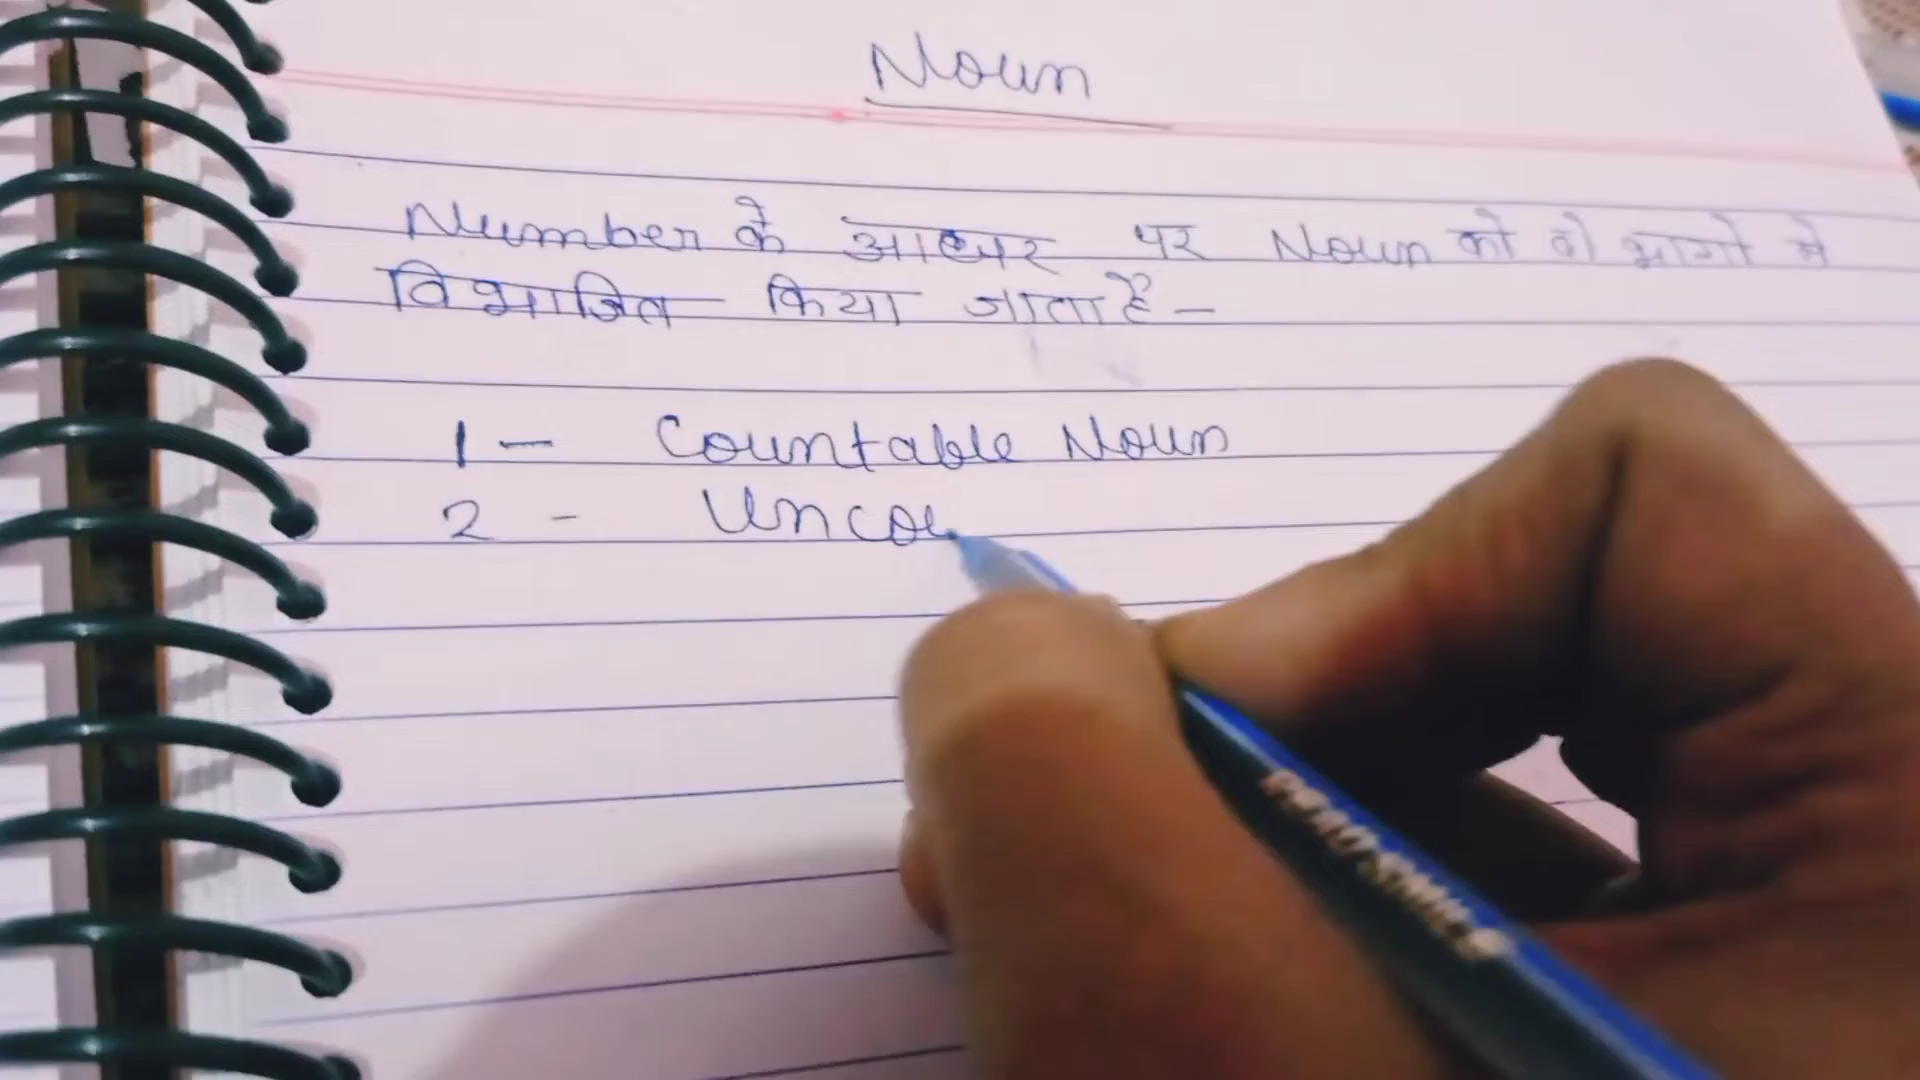 Noun
Number के आधार पर Noun को दो भागो मे
विभाजित किया जाता है -
1 - Countable Noun
2 - Uncou